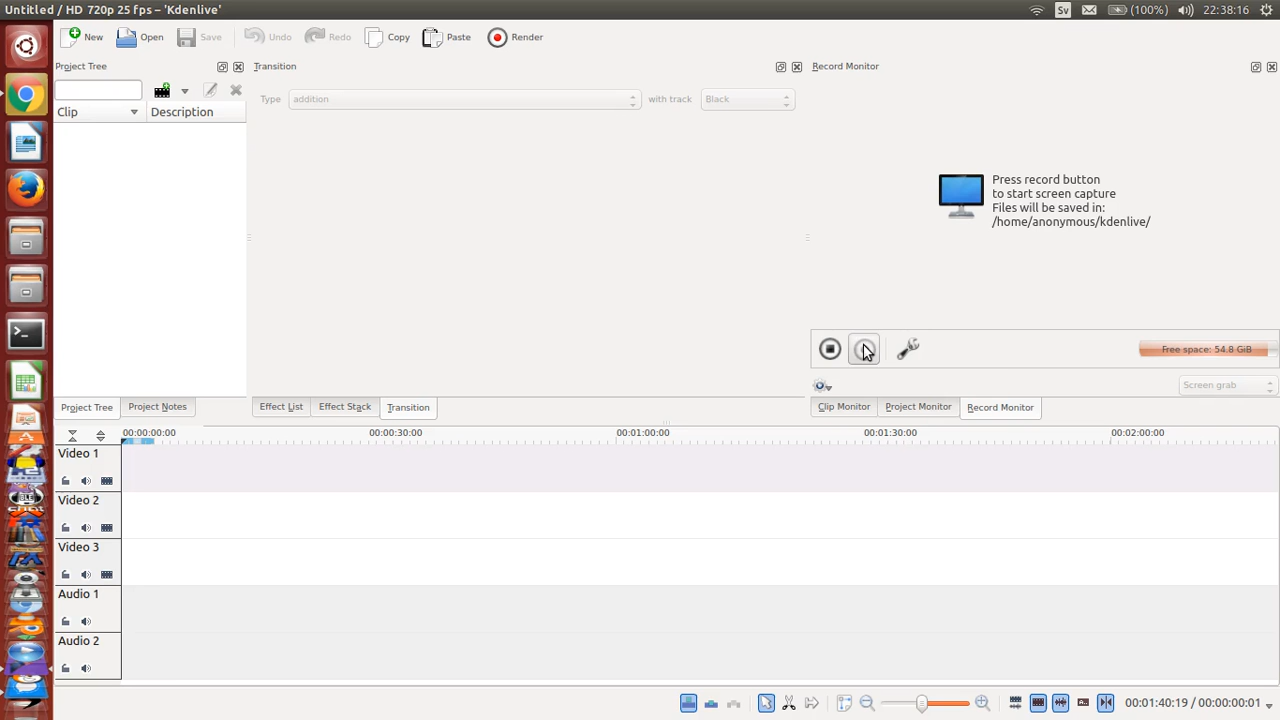 Untitled / HD 720p 25 fps – 'Kdenlive'
Sv
(100%)
22:38:16
New
Open
Save
Undo
Redo
Copy
Paste
Render
Project Tree
Transition
Record Monitor
Clip
Description
Type
addition
with track
Black
Press record button
to start screen capture
Files will be saved in:
/home/anonymous/kdenlive/
Free space: 54.8 GiB
Screen grab
Project Tree
Project Notes
Effect List
Effect Stack
Transition
Clip Monitor
Project Monitor
Record Monitor
00:00:00:00
00:00:30:00
00:01:00:00
00:01:30:00
00:02:00:00
Video 1
Video 2
Video 3
Audio 1
Audio 2
00:01:40:19 / 00:00:00:01